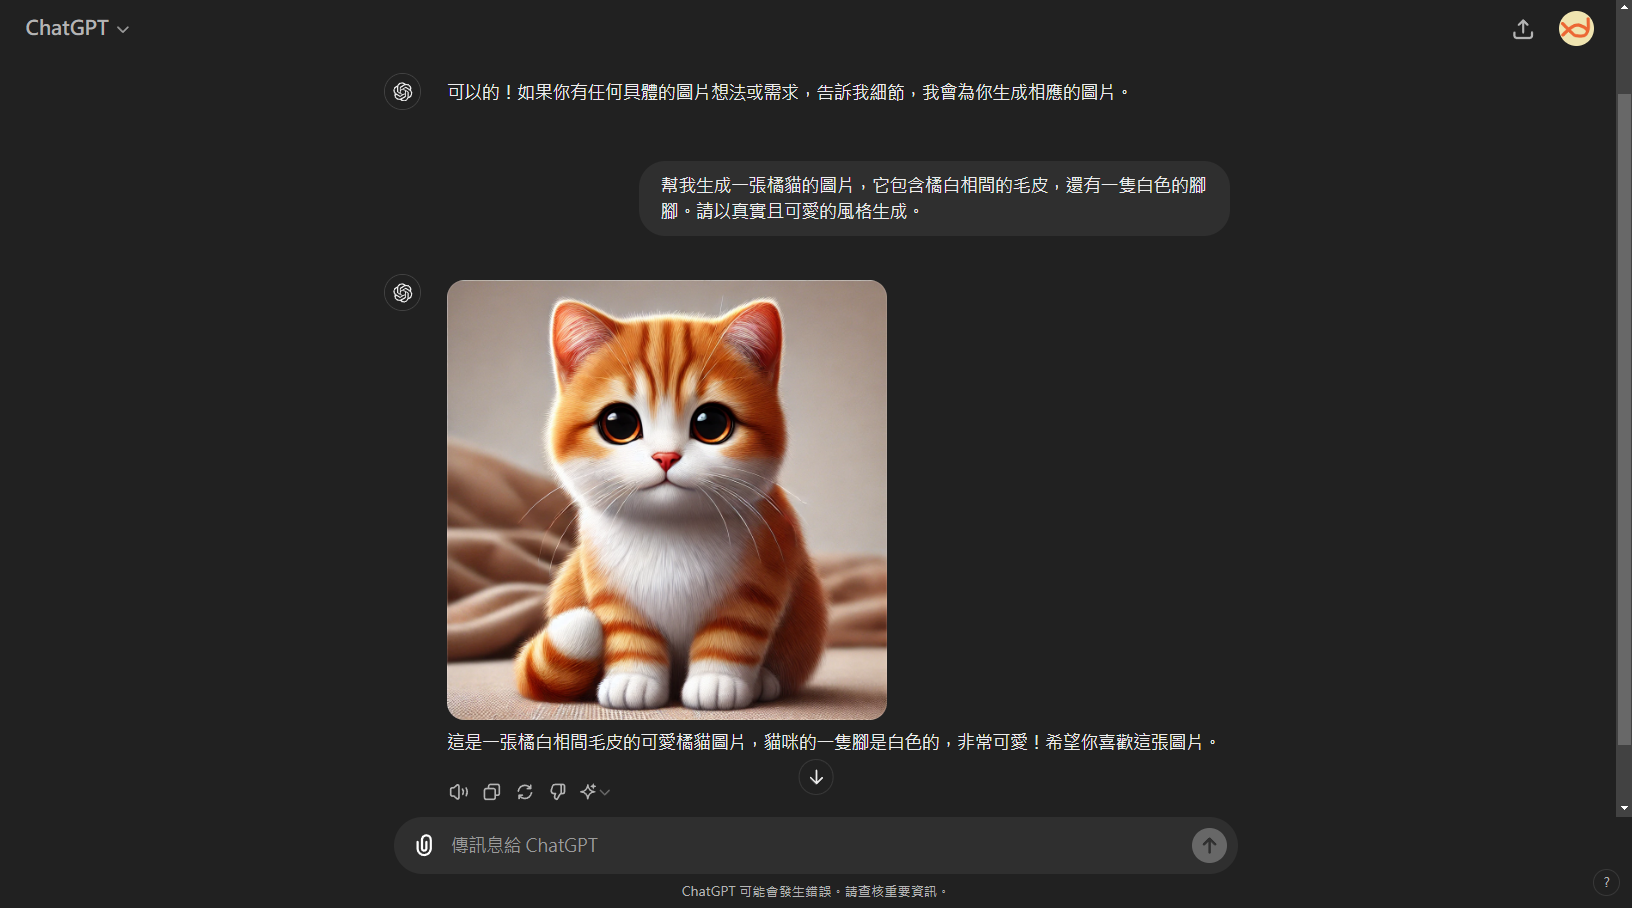 ChatGPT
可以的！如果你有任何具體的圖片想法或需求，告訴我細節，我會為你生成相應的圖片。
幫我生成一張橘貓的圖片，它包含橘白相間的毛皮，還有一隻白色的腳
腳。請以真實且可愛的風格生成。
這是一張橘白相間毛皮的可愛橘貓圖片，貓咪的一隻腳是白色的，非常可愛！希望你喜歡這張圖片。
傳訊息給 ChatGPT
ChatGPT 可能會發生錯誤。請查核重要資訊。
?